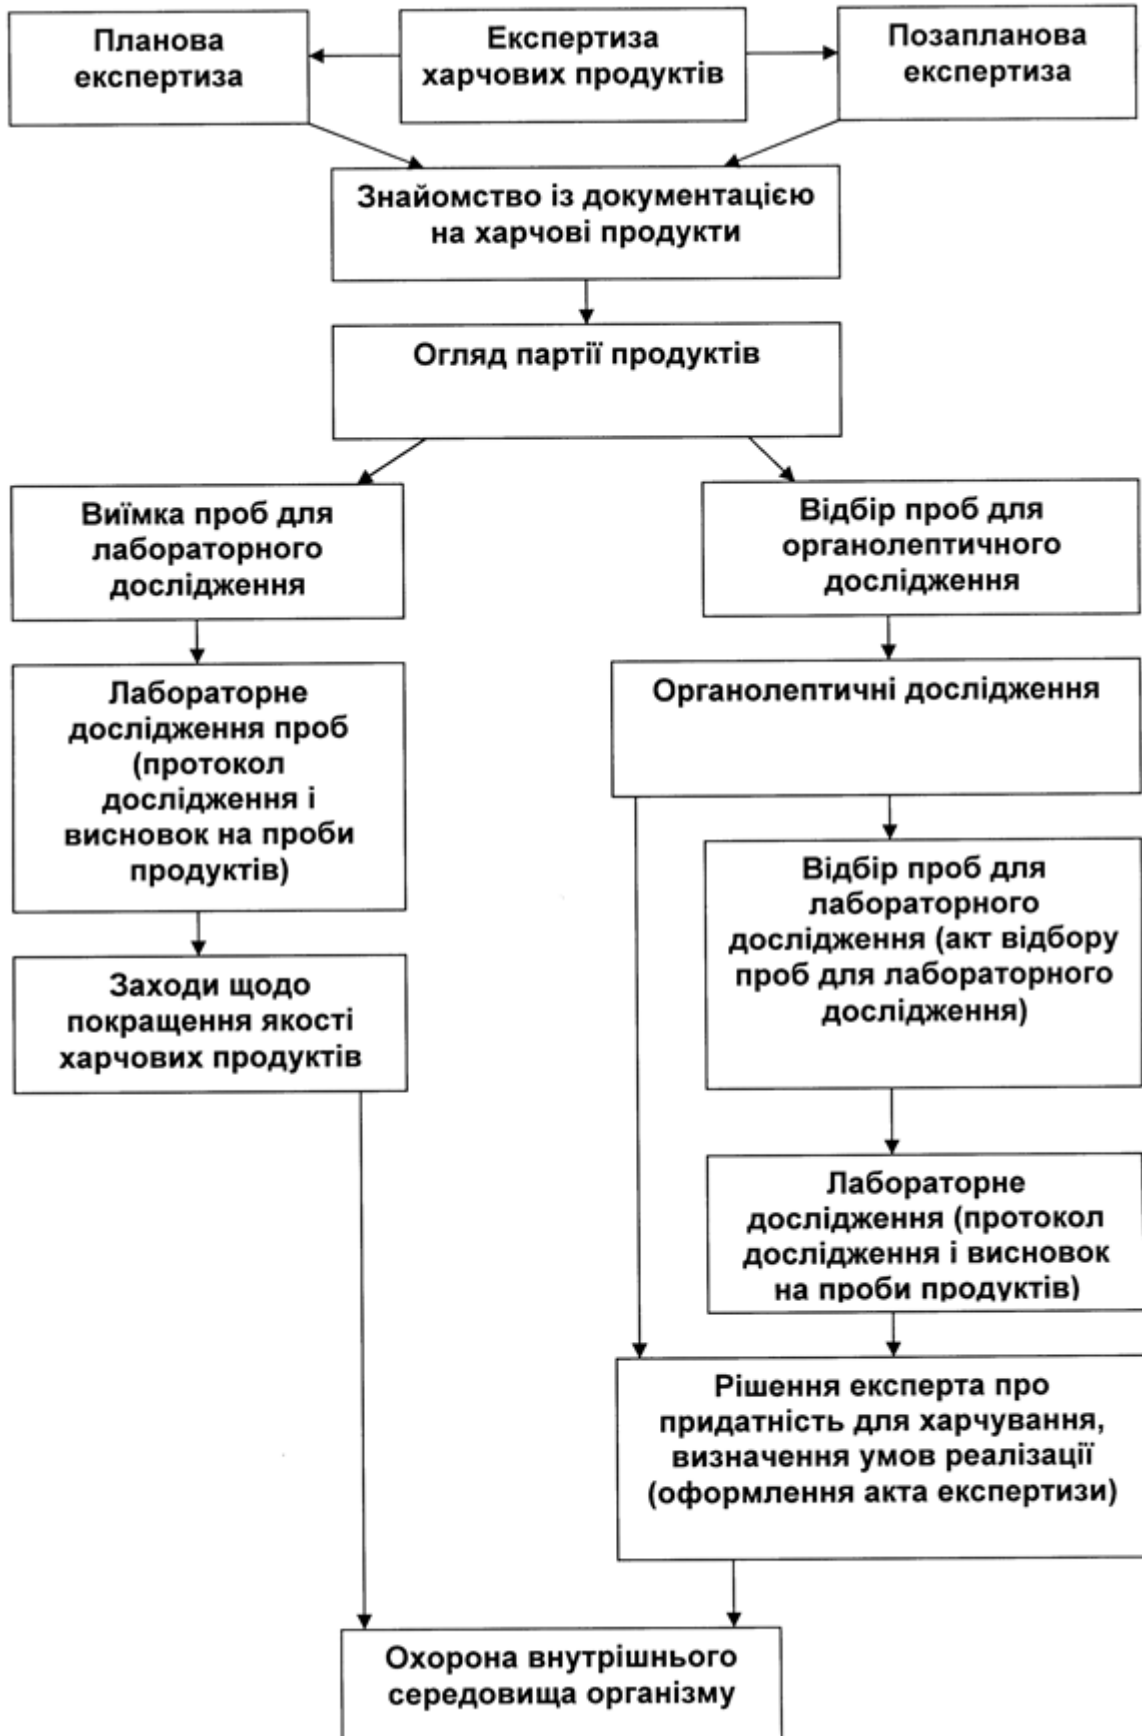 Планова
експертиза
Експертиза
харчових продуктів
Позапланова
експертиза
Знайомство із документацією
на харчові продукти
Огляд партії продуктів
Виїмка проб для
лабораторного
дослідження
Відбір проб для
органолептичного
дослідження
Лабораторне
дослідження проб
(протокол
дослідження і
висновок на проби
продуктів)
Органолептичні дослідження
Відбір проб для
лабораторного
дослідження (акт відбору
проб для лабораторного
дослідження)
Заходи щодо
покращення якості
харчових продуктів
Лабораторне
дослідження (протокол
дослідження і висновок
на проби продуктів)
Рішення експерта про
придатність для харчування,
визначення умов реалізації
(оформлення акта експертизи)
Охорона внутрішнього
середовища організму